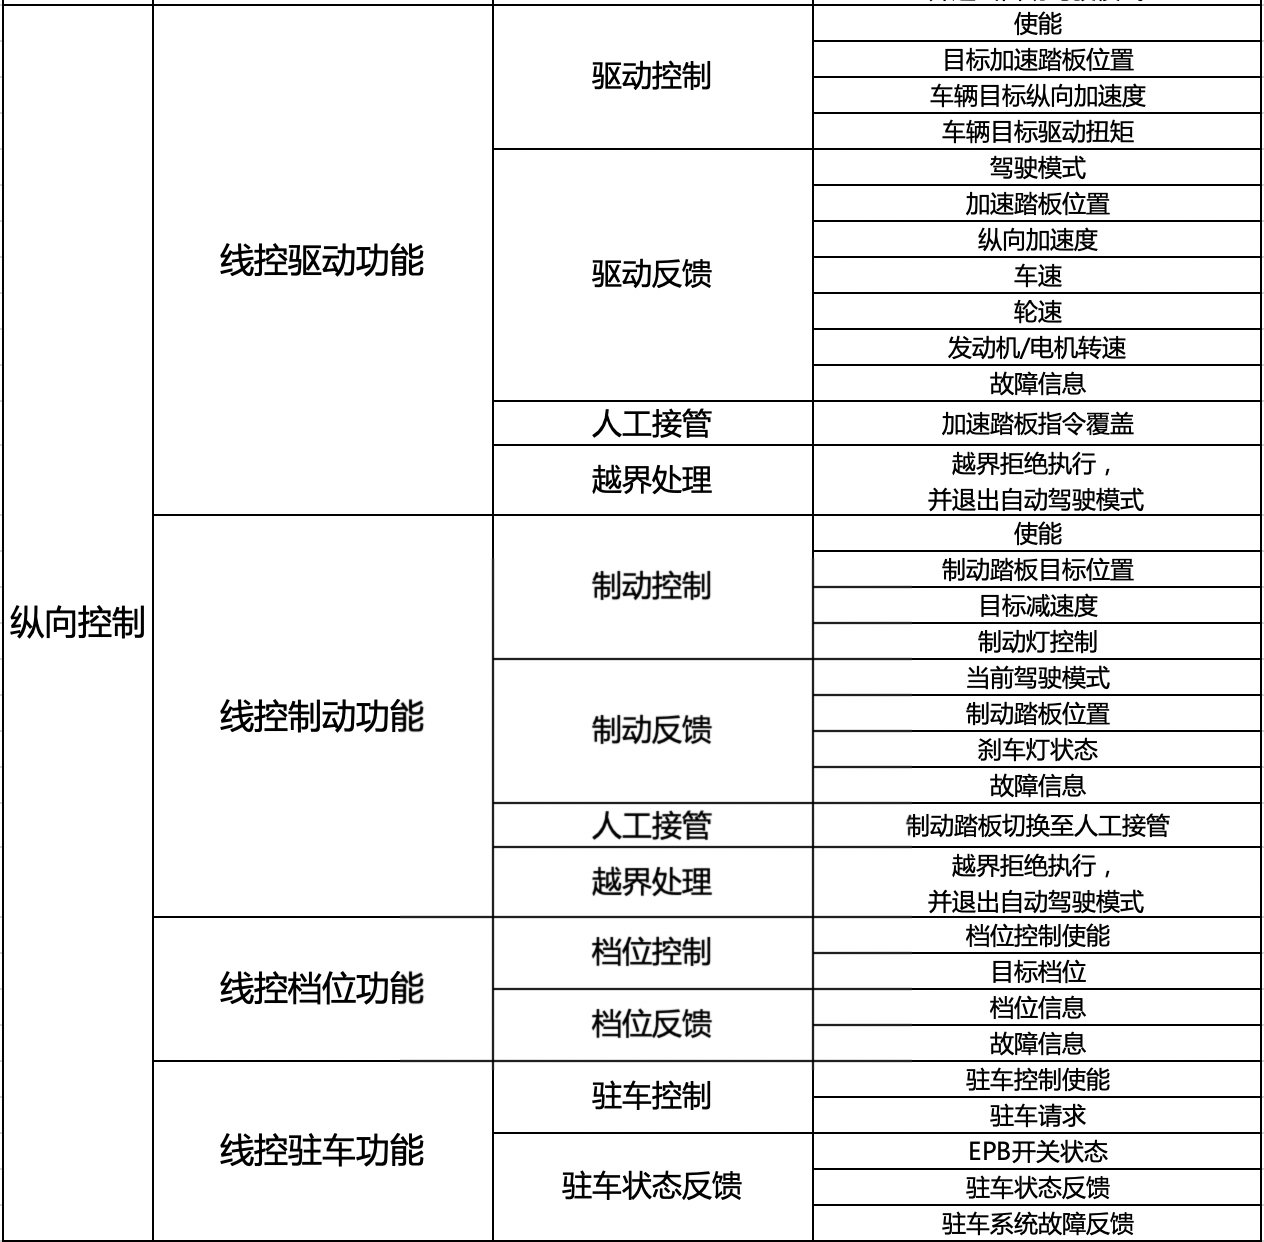 纵向控制
线控驱动功能
驱动控制
使能
目标加速踏板位置
车辆目标纵向加速度
车辆目标驱动扭矩
驱动反馈
驾驶模式
加速踏板位置
纵向加速度
车速
轮速
发动机/电机转速
故障信息
人工接管
加速踏板指令覆盖
越界处理
越界拒绝执行，
并退出自动驾驶模式
线控制动功能
制动控制
使能
制动踏板目标位置
目标减速度
制动灯控制
制动反馈
当前驾驶模式
制动踏板位置
刹车灯状态
故障信息
人工接管
制动踏板切换至人工接管
越界处理
越界拒绝执行，
并退出自动驾驶模式
线控档位功能
档位控制
档位控制使能
目标档位
档位反馈
档位信息
故障信息
线控驻车功能
驻车控制
驻车控制使能
驻车请求
驻车状态反馈
EPB开关状态
驻车状态反馈
驻车系统故障反馈